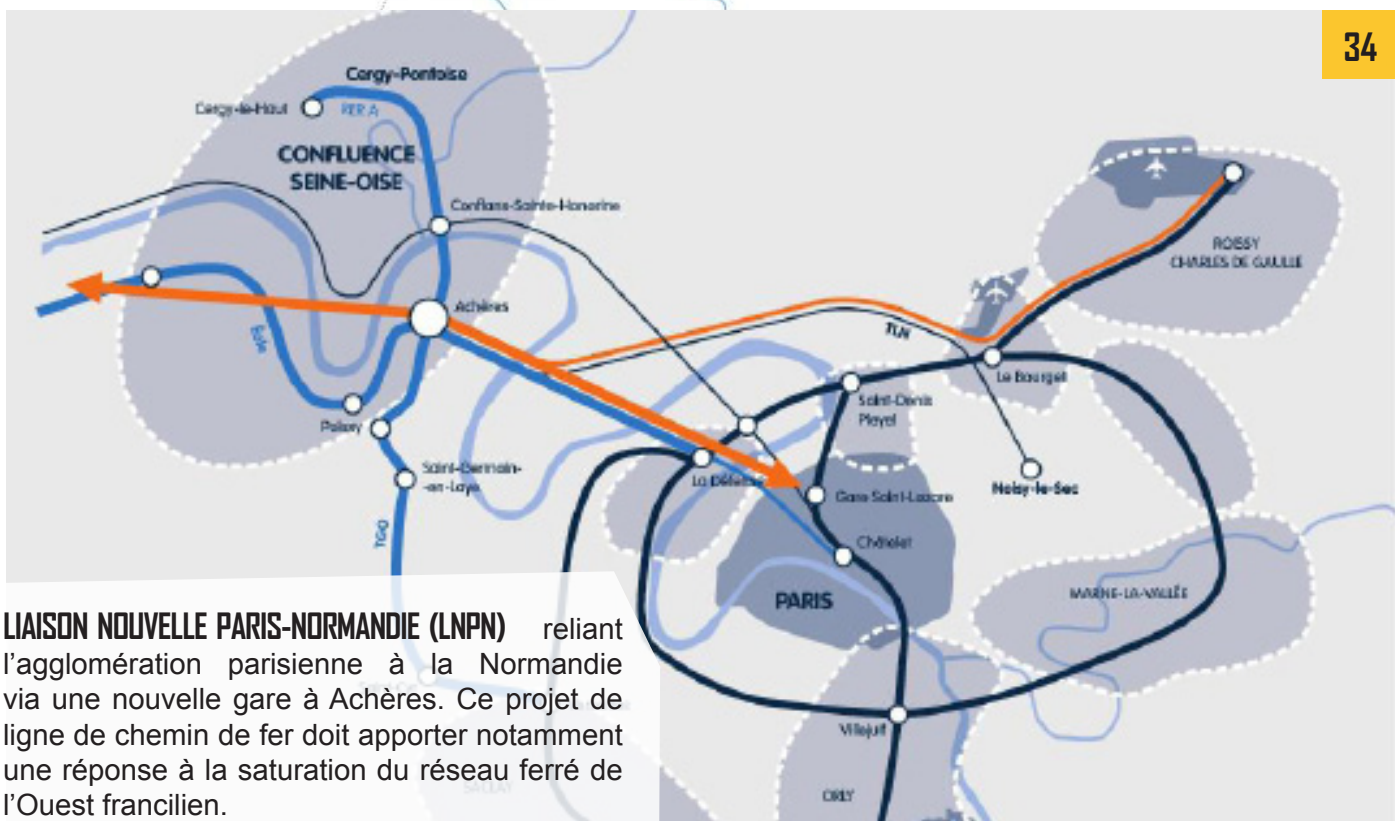 34
Cergy-Pontoise
Cergy-le-Haut
RER A
CONFLUENCE
SEINE-OISE
Conflans-Sainte-Honorine
ROISSY
CHARLES DE GAULLE
Achères
TLN
Eole
Le Bourget
Poissy
Saint-Denis
Pleyel
Saint-Germain-
-en-Laye
La Défense
Gare Saint-Lazare
Noisy-le-Sec
TGO
Châtelet
PARIS
MARNE-LA-VALLÉE
LIAISON NOUVELLE PARIS-NORMANDIE (LNPN) reliant
l'agglomération parisienne à la Normandie
via une nouvelle gare à Achères. Ce projet de
ligne de chemin de fer doit apporter notamment
une réponse à la saturation du réseau ferré de
l'Ouest francilien.
Villejuif
SACLAY
ORLY